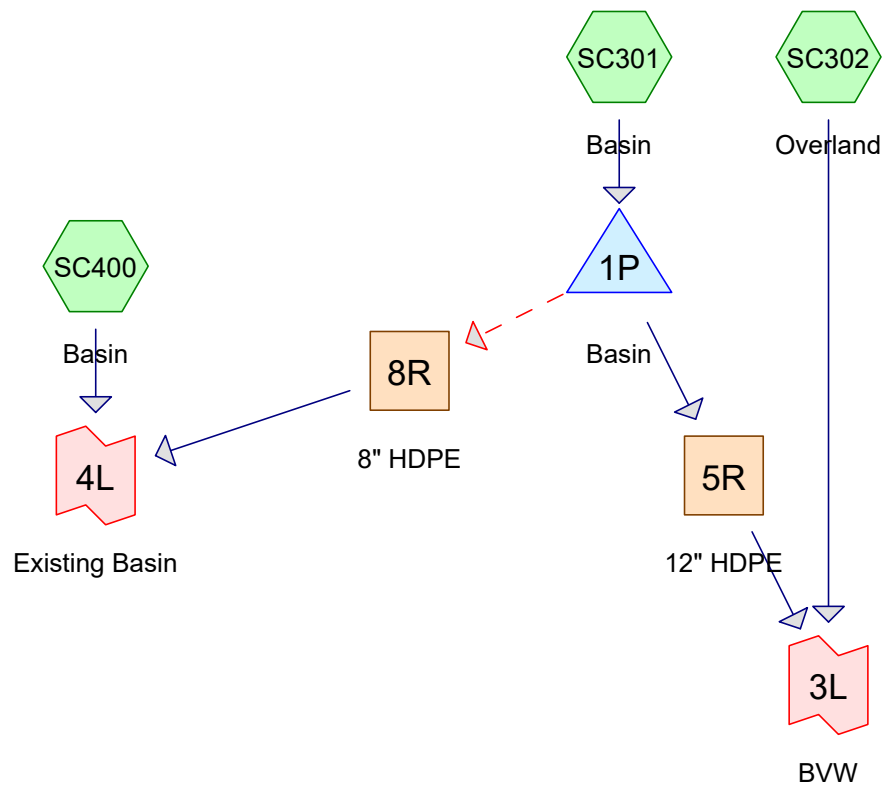 SC301
SC302
Basin
Overland
SC400
1P
Basin
Basin
8R
8" HDPE
4L
5R
Existing Basin
12" HDPE
3L
BVW